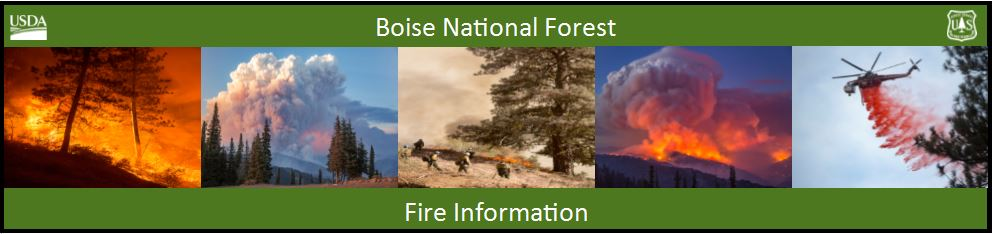 USDA
Boise National Forest
U S
Fire Information